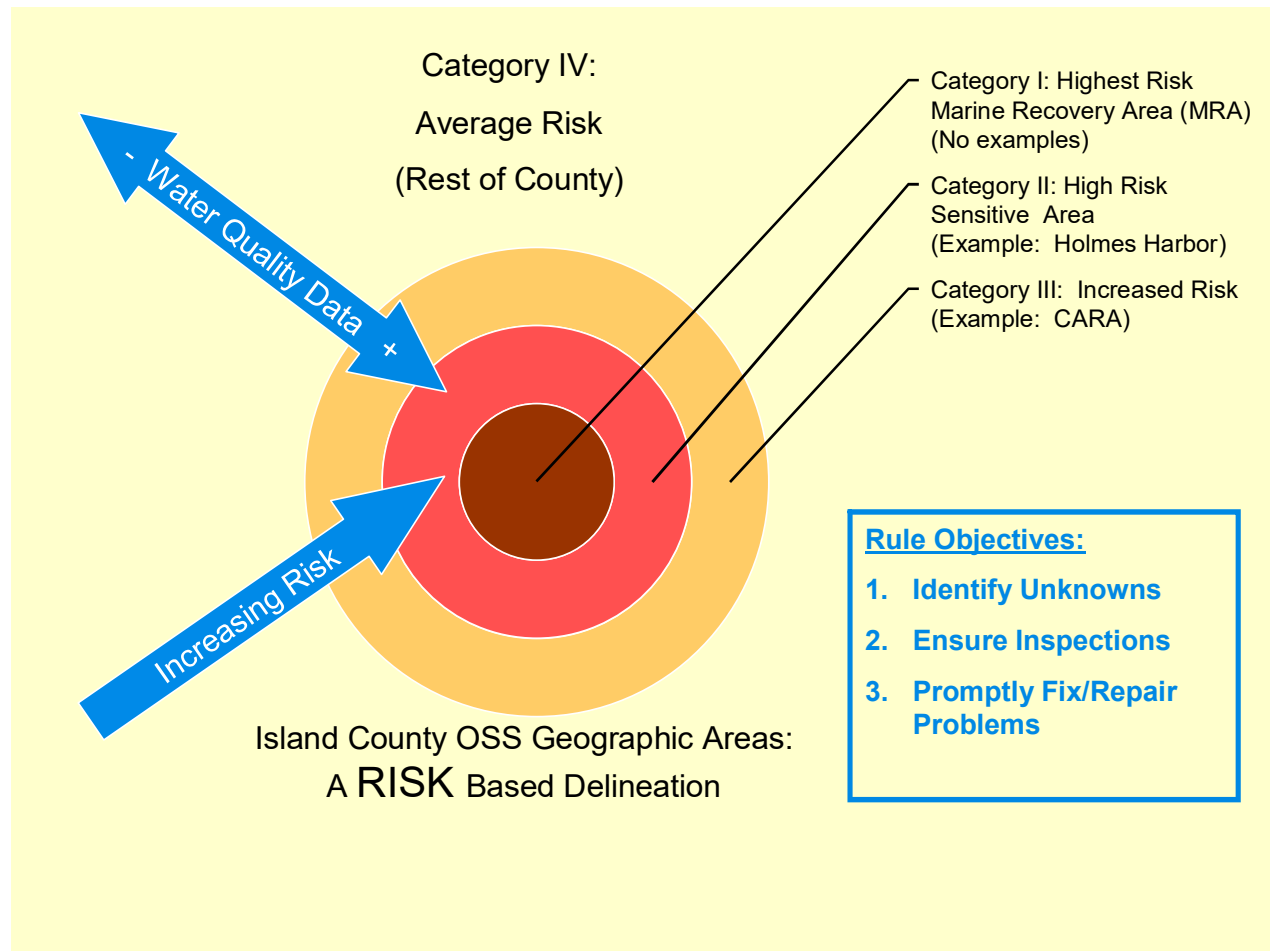 Category IV:
Average Risk
(Rest of County)
Category I: Highest Risk
Marine Recovery Area (MRA)
(No examples)
Category II: High Risk
Sensitive Area
(Example: Holmes Harbor)
Category III: Increased Risk
(Example: CARA)
- Water Quality Data +
Increasing Risk
Rule Objectives:
1. Identify Unknowns
2. Ensure Inspections
3. Promptly Fix/Repair
Problems
Island County OSS Geographic Areas:
A RISK Based Delineation